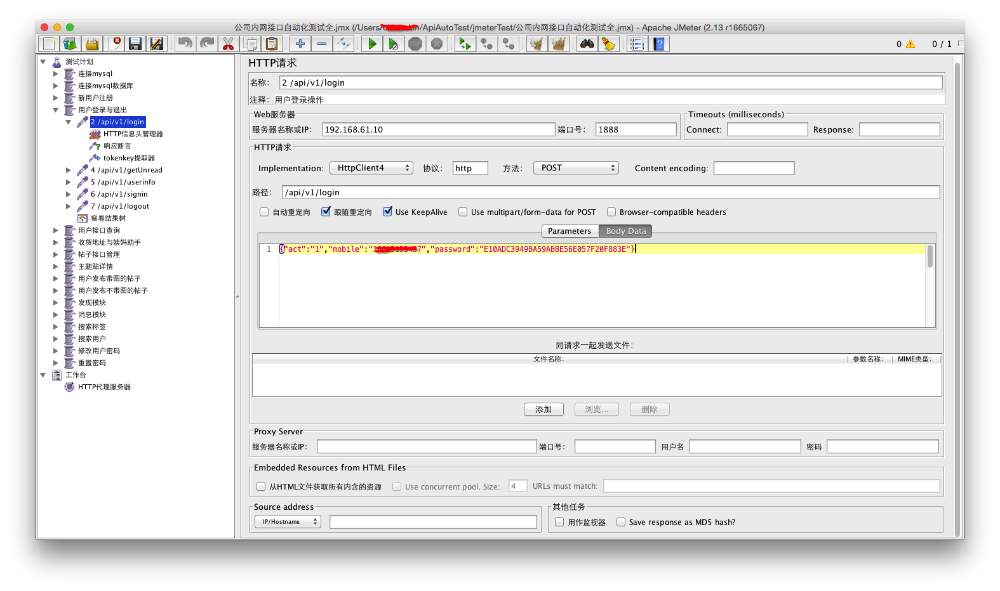 公司内网接口自动化测试全.jmx (/Users/ /ApiAutoTest/jmeterTest/公司内网接口自动化测试全.jmx) - Apache JMeter (2.13 r1665067)
0 0 / 1
测试计划
连接mysql
连接mysql数据库
新用户注册
用户登录与退出
2 /api/v1/login
HTTP信息头管理器
响应断言
tokenkey提取器
4 /api/v1/getUnread
5 /api/v1/userinfo
6 /api/v1/signin
7 /api/v1/logout
察看结果树
用户接口查询
收货地址与姨妈助手
帖子接口管理
主题贴详情
用户发布带图的帖子
用户发布不带图的帖子
发现模块
消息模块
搜索标签
搜索用户
修改用户密码
重置密码
工作台
HTTP代理服务器
HTTP请求
名称: 2 /api/v1/login
注释: 用户登录操作
Web服务器
服务器名称或IP: 192.168.61.10 端口号: 1888
Timeouts (milliseconds)
Connect: Response:
HTTP请求
Implementation: HttpClient4 协议: http 方法: POST Content encoding:
路径: /api/v1/login
自动重定向 跟随重定向 Use KeepAlive Use multipart/form-data for POST Browser-compatible headers
Parameters Body Data
1 {"act":"1","mobile":"1 7","password":"E10ADC3949BA59ABBE56E057F20F883E"}
同请求一起发送文件:
文件名称: 参数名称: MIME类型:
添加 浏览... 删除
Proxy Server
服务器名称或IP: 端口号: 用户名 密码
Embedded Resources from HTML Files
从HTML文件获取所有内含的资源 Use concurrent pool. Size: 4 URLs must match:
Source address
IP/Hostname
其他任务
用作监视器 Save response as MD5 hash?